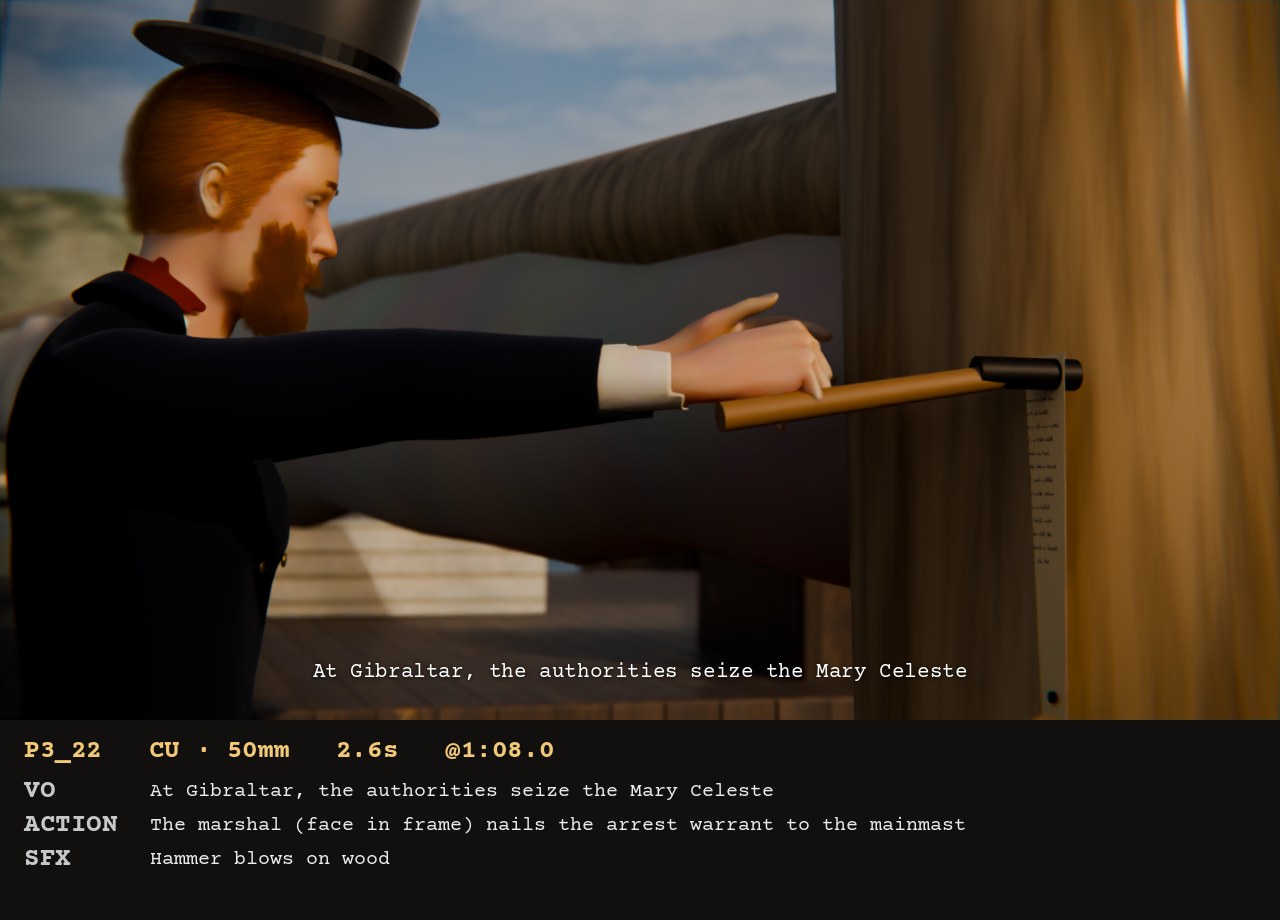 At Gibraltar, the authorities seize the Mary Celeste
P3_22 CU · 50mm 2.6s @1:08.0
VO At Gibraltar, the authorities seize the Mary Celeste
ACTION The marshal (face in frame) nails the arrest warrant to the mainmast
SFX Hammer blows on wood